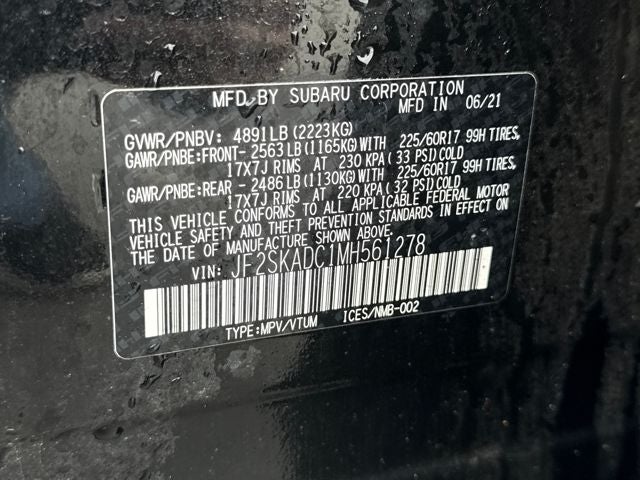 MFD. BY SUBARU CORPORATION
MFD IN 06/21
GVWR/PNBV: 4891LB(2223KG)
GAWR/PNBE:FRONT- 2563LB(1165KG)WITH 225/60R17 99H TIRES,
17X7J RIMS AT 230 KPA(33 PSI)COLD
GAWR/PNBE:REAR - 2486LB(1130KG)WITH 225/60R17 99H TIRES,
17X7J RIMS AT 220 KPA(32 PSI)COLD
THIS VEHICLE CONFORMS TO ALL APPLICABLE FEDERAL MOTOR
VEHICLE SAFETY AND THEFT PREVENTION STANDARDS IN EFFECT ON
THE DATE OF MANUFACTURE SHOWN ABOVE.
VIN: JF2SKADC1MH561278
TYPE:MPV/VTUM ICES/NMB-002